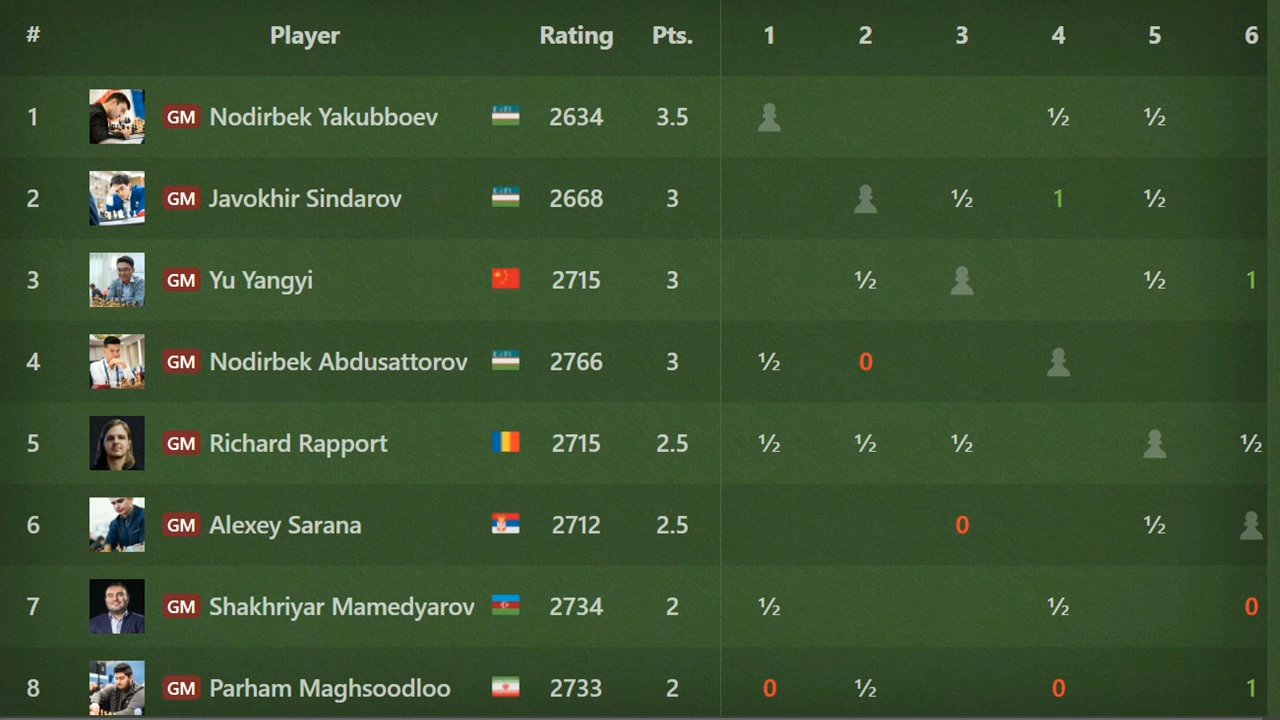 # Player Rating Pts. 1 2 3 4 5 6
1 GM Nodirbek Yakubboev 2634 3.5 ½ ½
2 GM Javokhir Sindarov 2668 3 ½ 1 ½
3 GM Yu Yangyi 2715 3 ½ ½ 1
4 GM Nodirbek Abdusattorov 2766 3 ½ 0
5 GM Richard Rapport 2715 2.5 ½ ½ ½ ½
6 GM Alexey Sarana 2712 2.5 0 ½
7 GM Shakhriyar Mamedyarov 2734 2 ½ ½ 0
8 GM Parham Maghsoodloo 2733 2 0 ½ 0 1